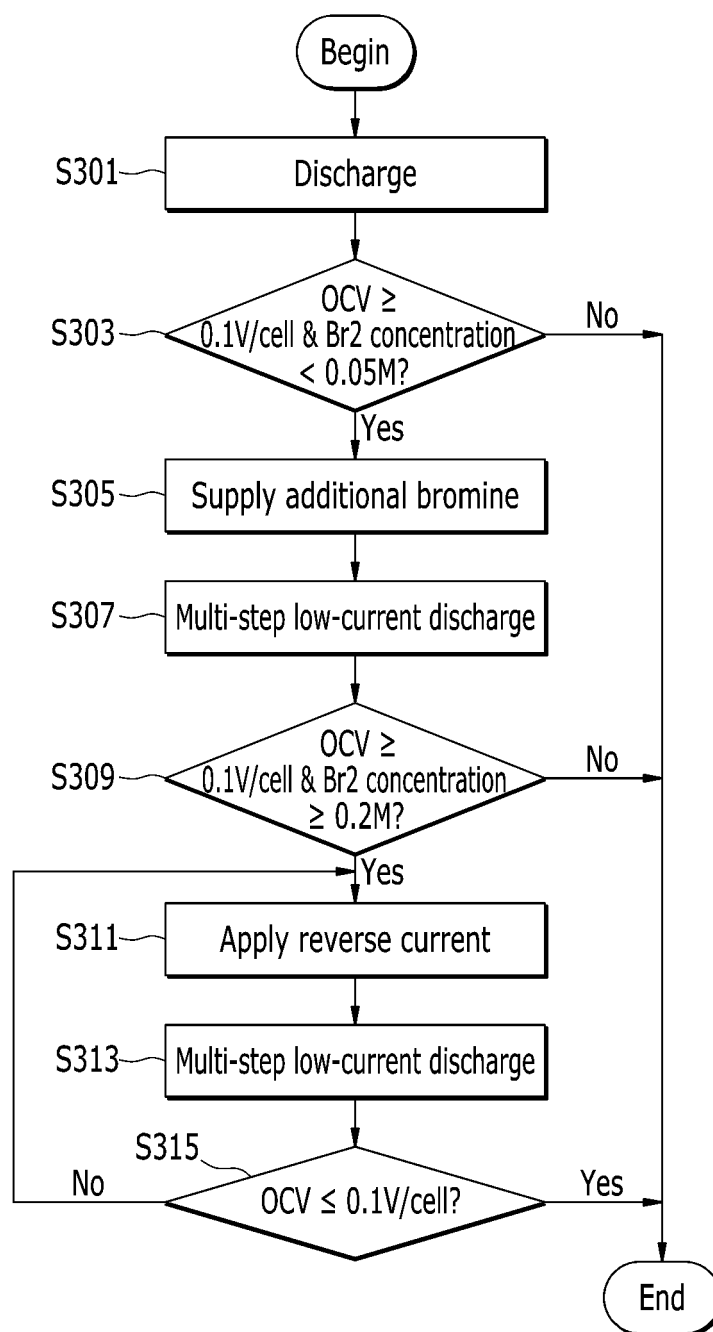 Begin
S301
Discharge
S303
OCV ≥
0.1V/cell & Br2 concentration
< 0.05M?
No
Yes
S305
Supply additional bromine
S307
Multi-step low-current discharge
S309
OCV ≥
0.1V/cell & Br2 concentration
≥ 0.2M?
No
Yes
S311
Apply reverse current
S313
Multi-step low-current discharge
S315
No
OCV ≤ 0.1V/cell?
Yes
End